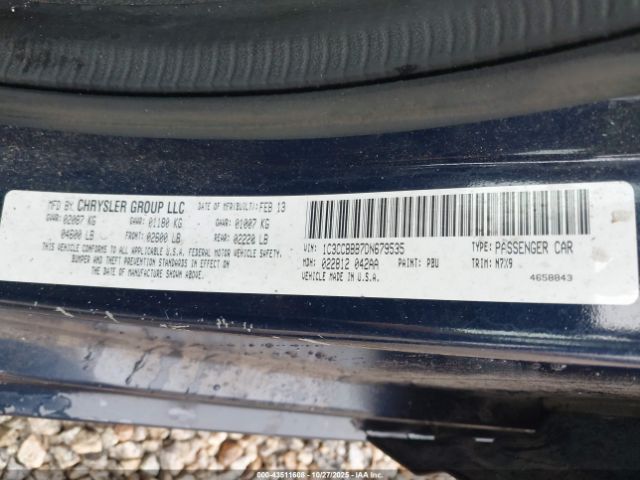 MFD BY: CHRYSLER GROUP LLC DATE OF MFR(BUILT): FEB 13
GVWR: 02087 KG GAWR: 01180 KG GAWR: 01007 KG
04600 LB FRONT: 02600 LB REAR: 02220 LB
THIS VEHICLE CONFORMS TO ALL APPLICABLE U.S.A. FEDERAL MOTOR VEHICLE SAFETY,
BUMPER AND THEFT PREVENTION STANDARDS IN EFFECT ON
THE DATE OF MANUFACTURE SHOWN ABOVE.
VIN: 1C3CCBBB7DN679535 TYPE: PASSENGER CAR
MDH: 022812 042AA PAINT: PBU TRIM: N7X9
VEHICLE MADE IN U.S.A. 4658843
000-43511608 - 10/27/2025 - IAA Inc.